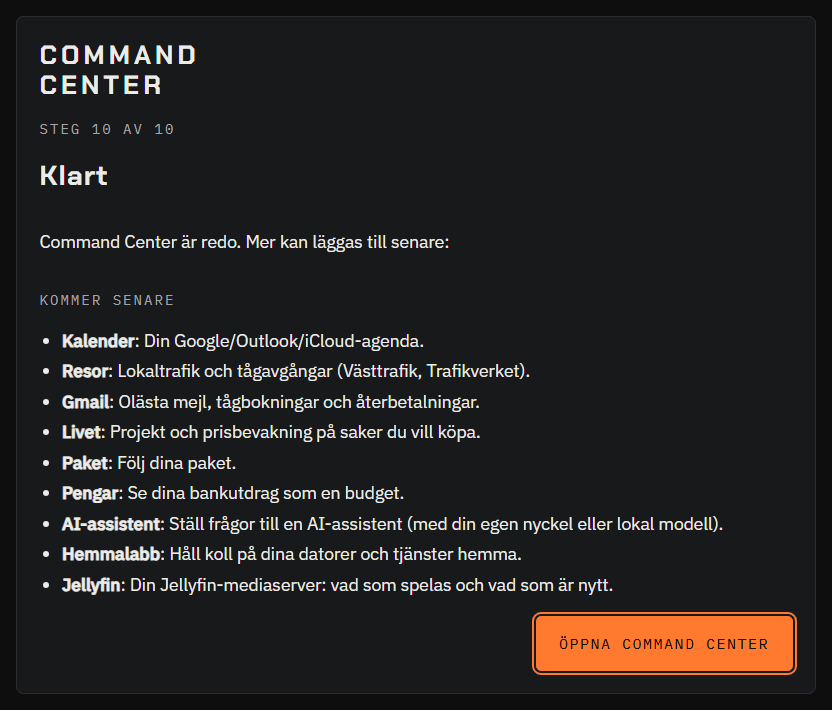 COMMAND
CENTER
STEG 10 AV 10
Klart
Command Center är redo. Mer kan läggas till senare:
KOMMER SENARE
• Kalender: Din Google/Outlook/iCloud-agenda.
• Resor: Lokaltrafik och tågavgångar (Västtrafik, Trafikverket).
• Gmail: Olästa mejl, tågbokningar och återbetalningar.
• Livet: Projekt och prisbevakning på saker du vill köpa.
• Paket: Följ dina paket.
• Pengar: Se dina bankutdrag som en budget.
• AI-assistent: Ställ frågor till en AI-assistent (med din egen nyckel eller lokal modell).
• Hemmalabb: Håll koll på dina datorer och tjänster hemma.
• Jellyfin: Din Jellyfin-mediaserver: vad som spelas och vad som är nytt.
ÖPPNA COMMAND CENTER